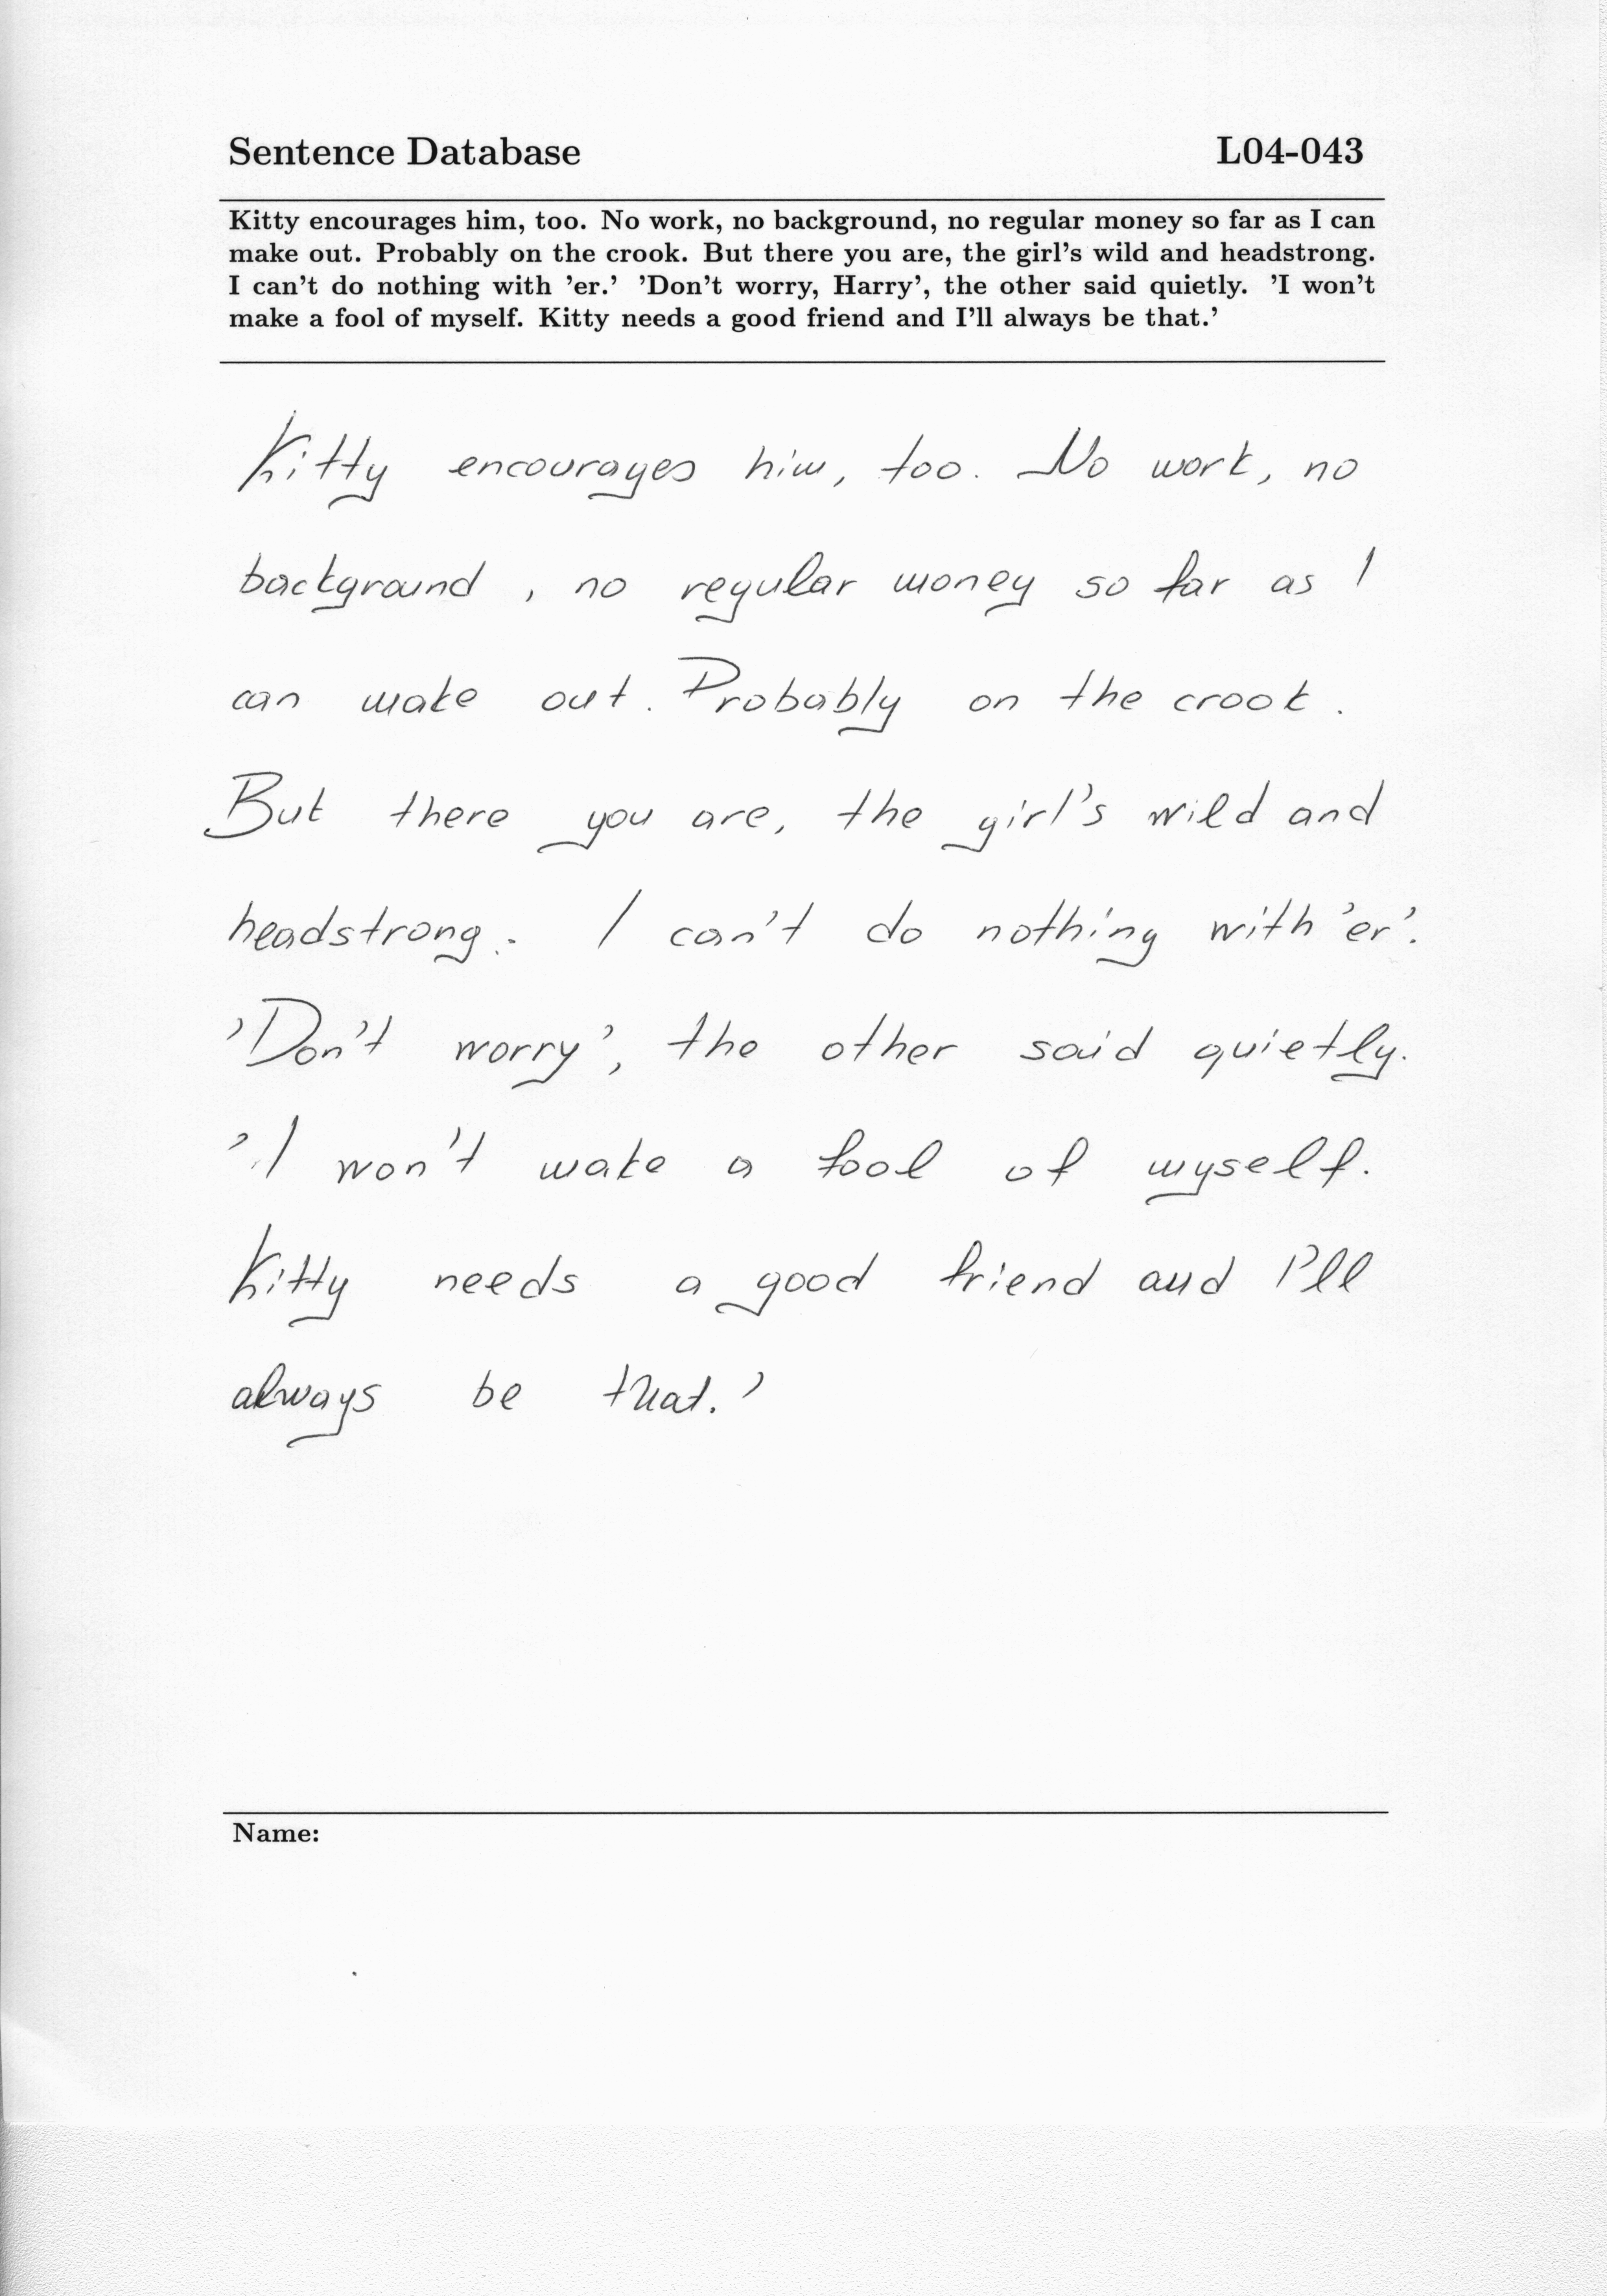 Sentence Database L04-043
Kitty encourages him, too. No work, no background, no regular money so far as I can
make out. Probably on the crook. But there you are, the girl's wild and headstrong.
I can't do nothing with 'er.' 'Don't worry, Harry', the other said quietly. 'I won't
make a fool of myself. Kitty needs a good friend and I'll always be that.'
Kitty encourages him, too. No work, no
background , no regular money so far as I
can make out. Probably on the crook .
But there you are, the girl's wild and
headstrong. I can't do nothing with 'er'.
'Don't worry', the other said quietly.
'I won't make a fool of myself.
Kitty needs a good friend and I'll
always be that.'
Name: